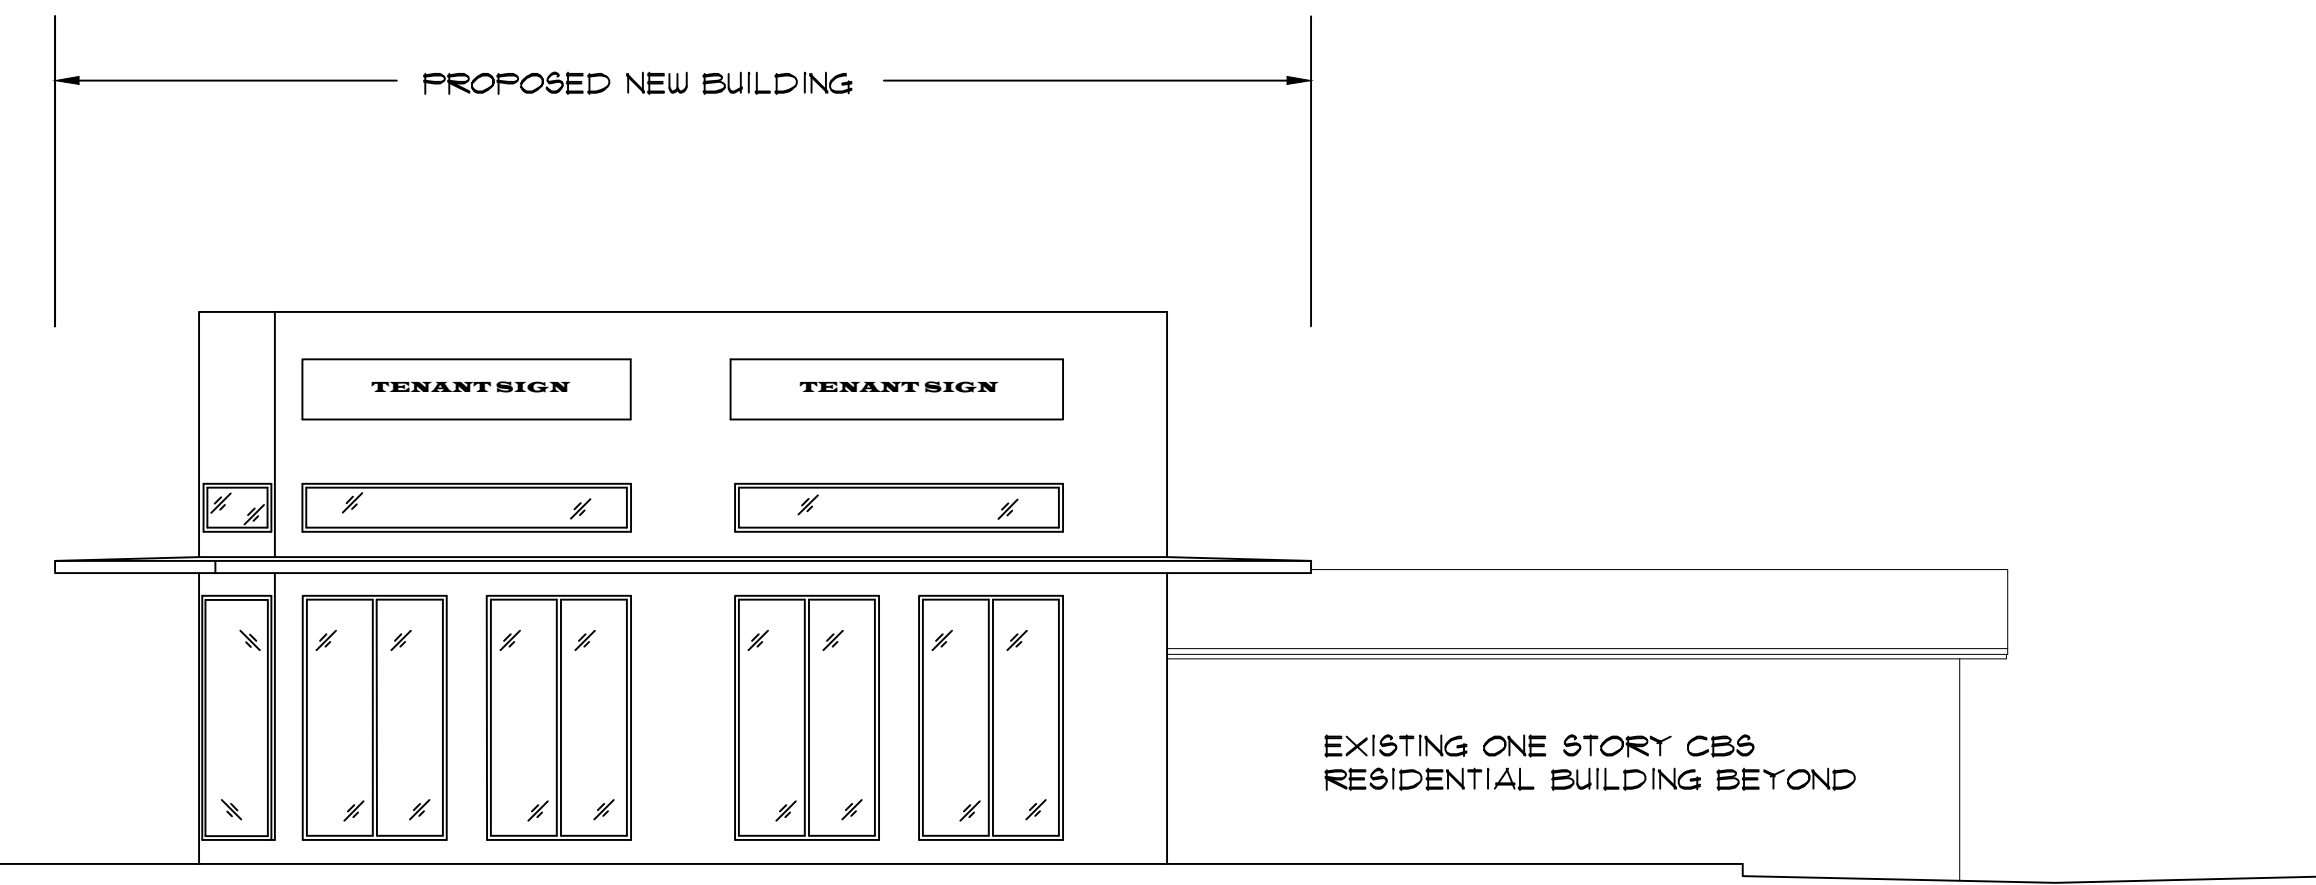 PROPOSED NEW BUILDING
TENANT SIGN
TENANT SIGN
EXISTING ONE STORY CBS
RESIDENTIAL BUILDING BEYOND